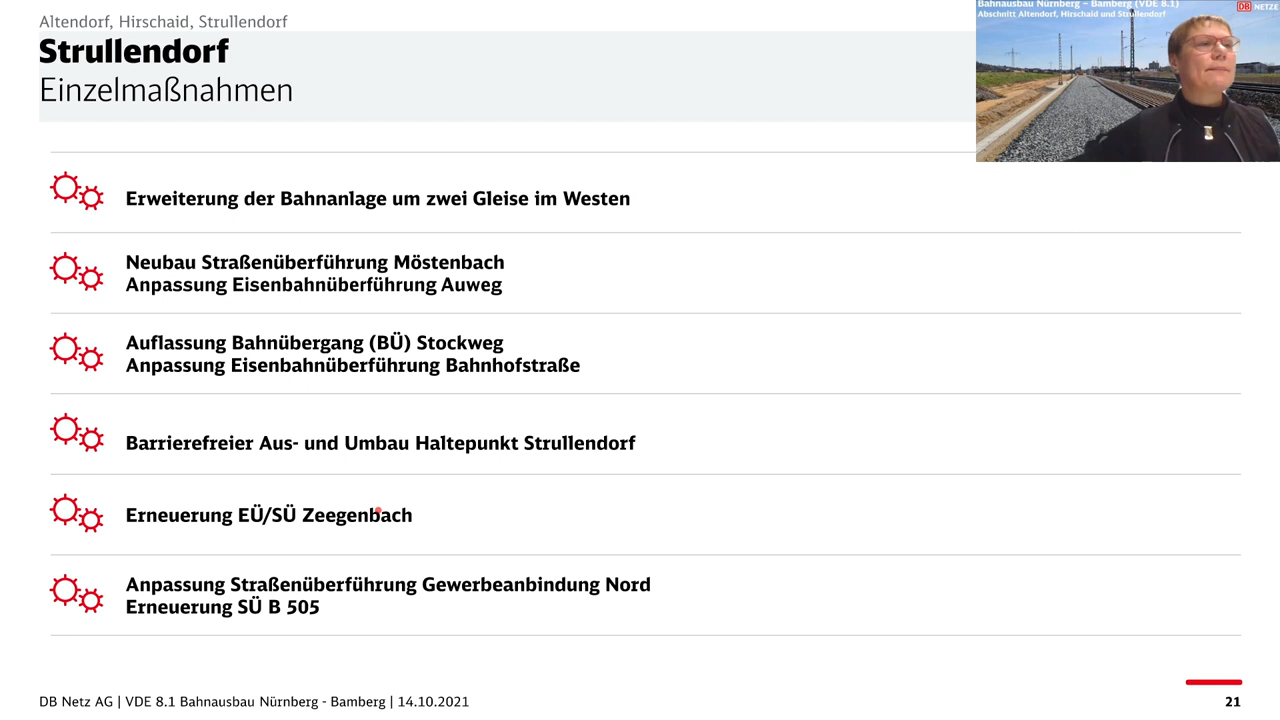 Altendorf, Hirschaid, Strullendorf
Strullendorf
Einzelmaßnahmen
Bahnausbau Nürnberg – Bamberg (VDE 8.1)
Abschnitt Altendorf, Hirschaid und Strullendorf
DB NETZE
Erweiterung der Bahnanlage um zwei Gleise im Westen
Neubau Straßenüberführung Möstenbach
Anpassung Eisenbahnüberführung Auweg
Auflassung Bahnübergang (BÜ) Stockweg
Anpassung Eisenbahnüberführung Bahnhofstraße
Barrierefreier Aus- und Umbau Haltepunkt Strullendorf
Erneuerung EÜ/SÜ Zeegenbach
Anpassung Straßenüberführung Gewerbeanbindung Nord
Erneuerung SÜ B 505
DB Netz AG | VDE 8.1 Bahnausbau Nürnberg - Bamberg | 14.10.2021
21